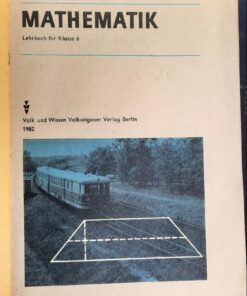 MATHEMATIK
Lehrbuch für Klasse 6
Volk und Wissen Volkseigener Verlag Berlin
1982